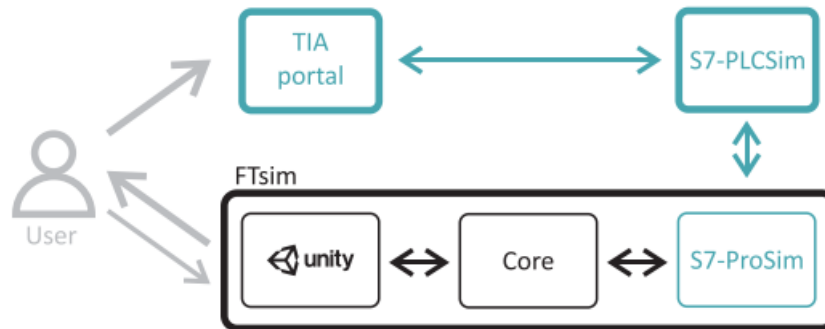 TIA
portal
S7-PLCSim
User
FTsim
unity
Core
S7-ProSim